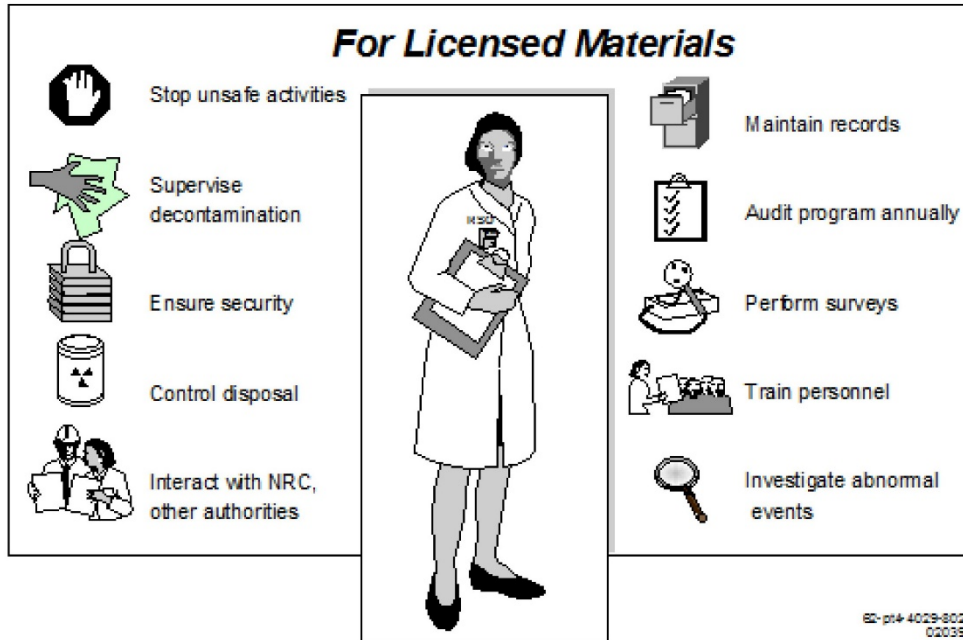 For Licensed Materials
Stop unsafe activities
Supervise
decontamination
Ensure security
Control disposal
Interact with NRC,
other authorities
RSO
Maintain records
Audit program annually
Perform surveys
Train personnel
Investigate abnormal
events